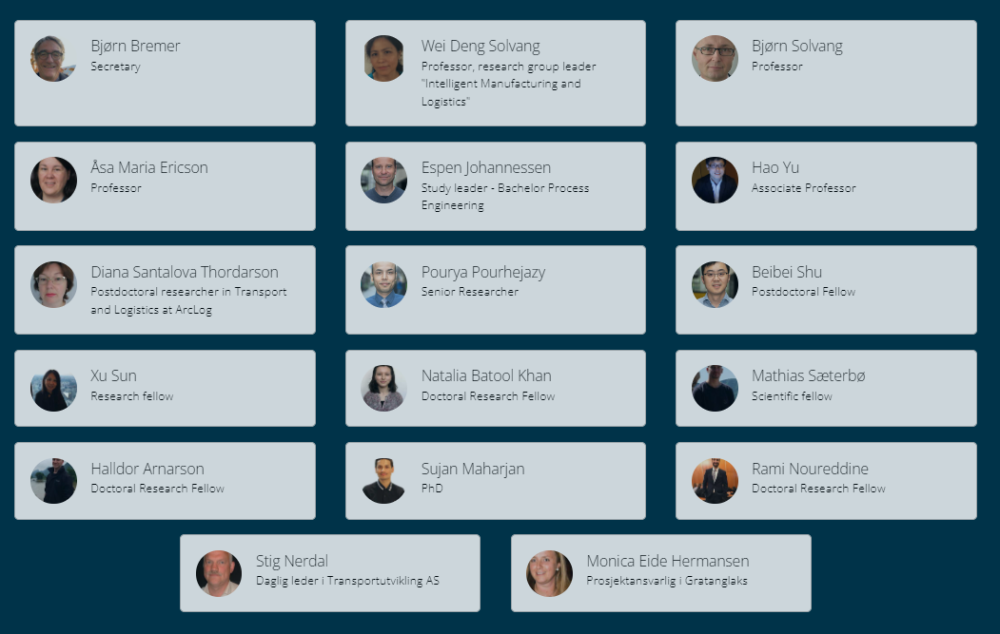 Bjørn Bremer
Secretary
Wei Deng Solvang
Professor, research group leader
"Intelligent Manufacturing and
Logistics"
Bjørn Solvang
Professor
Åsa Maria Ericson
Professor
Espen Johannessen
Study leader - Bachelor Process
Engineering
Hao Yu
Associate Professor
Diana Santalova Thordarson
Postdoctoral researcher in Transport
and Logistics at ArcLog
Pourya Pourhejazy
Senior Researcher
Beibei Shu
Postdoctoral Fellow
Xu Sun
Research fellow
Natalia Batool Khan
Doctoral Research Fellow
Mathias Sæterbø
Scientific fellow
Halldor Arnarson
Doctoral Research Fellow
Sujan Maharjan
PhD
Rami Noureddine
Doctoral Research Fellow
Stig Nerdal
Daglig leder i Transportutvikling AS
Monica Eide Hermansen
Prosjektansvarlig i Gratanglaks